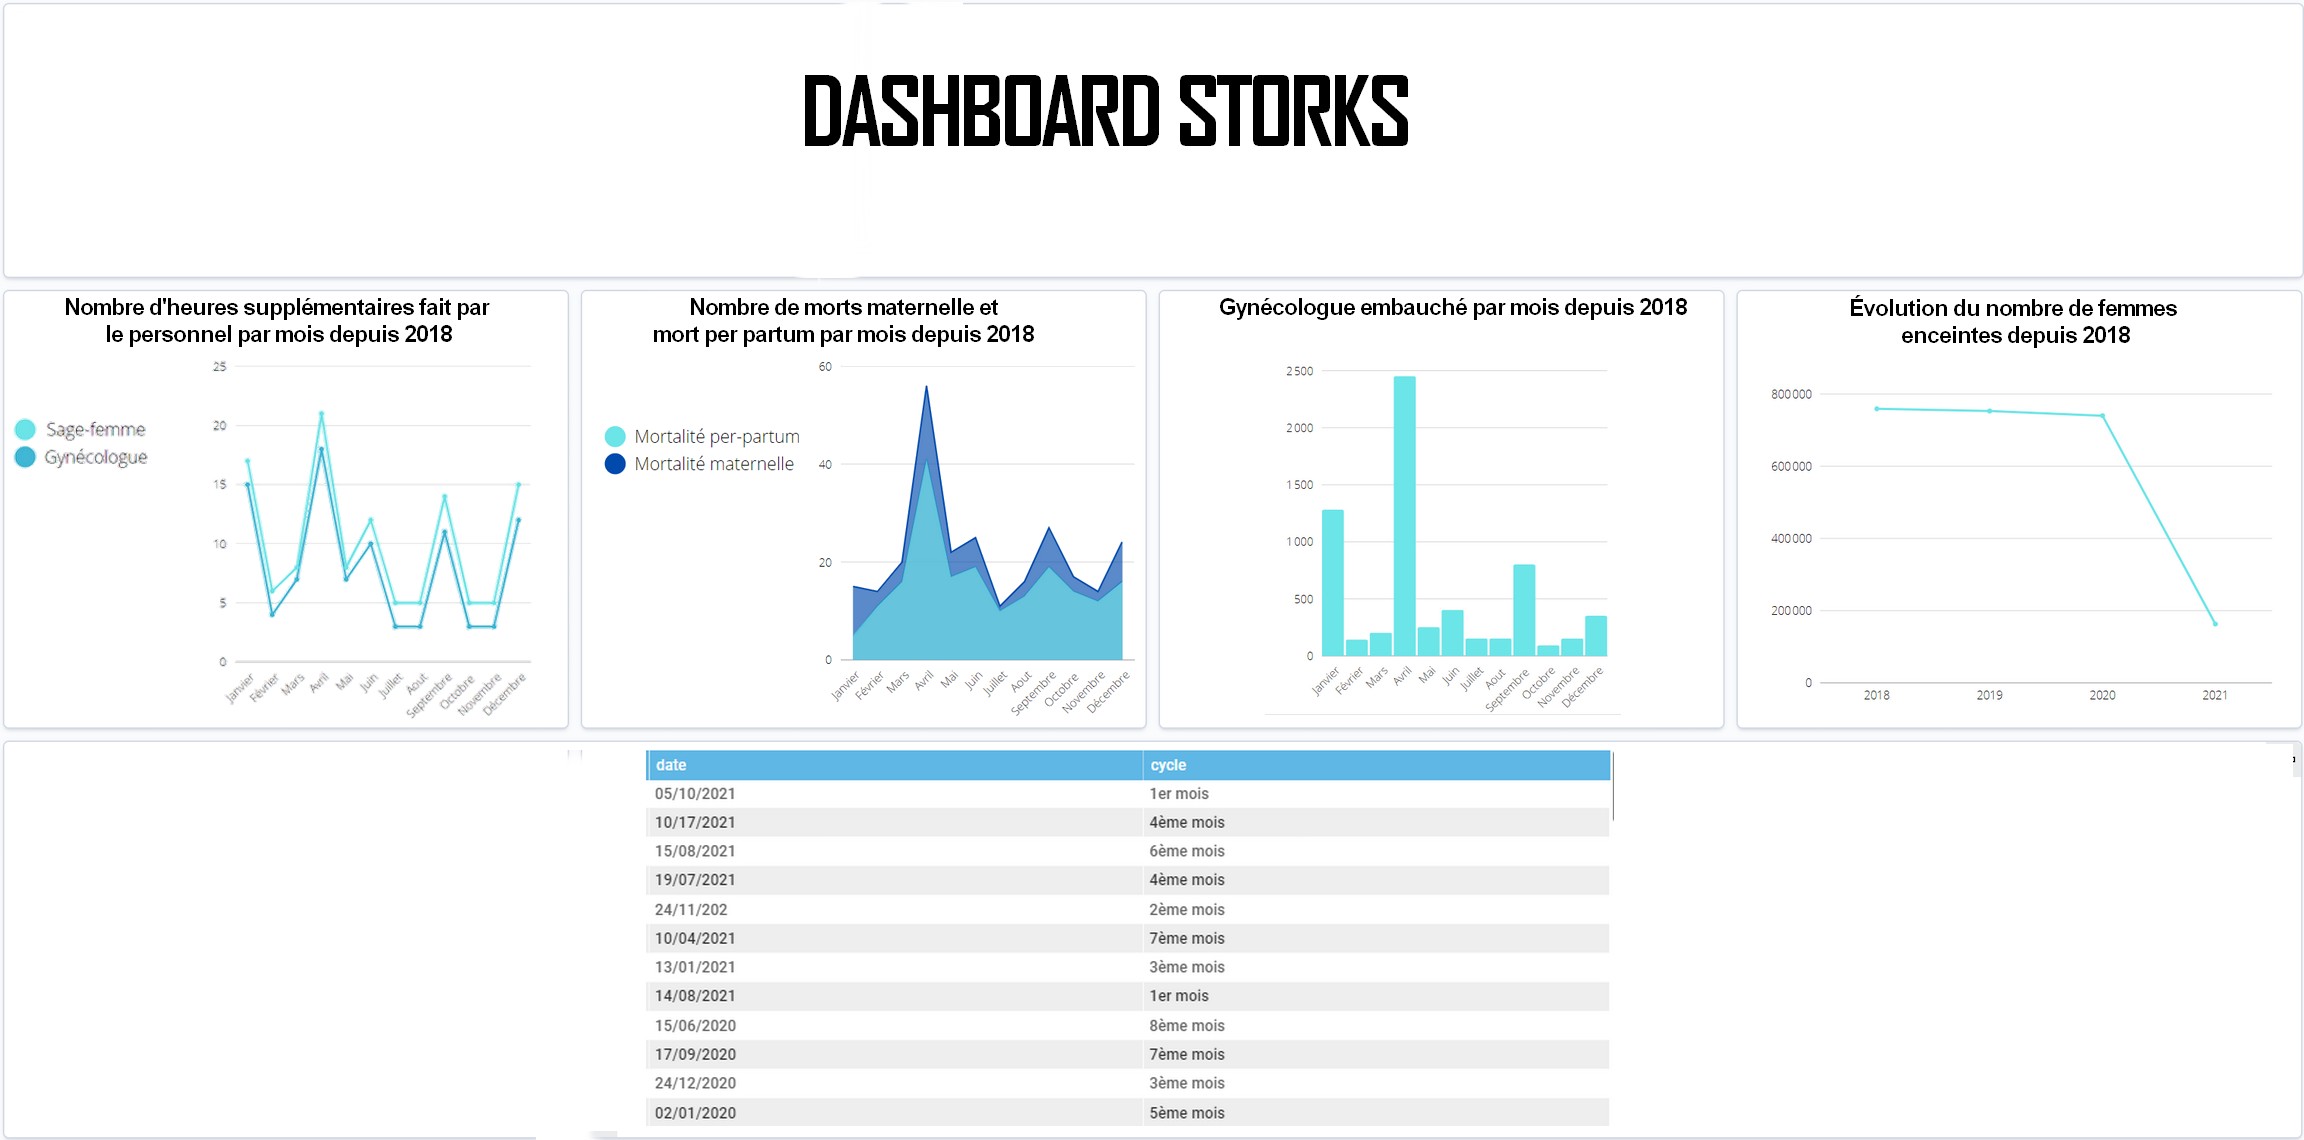 DASHBOARD STORKS
Nombre d'heures supplémentaires fait par
le personnel par mois depuis 2018
25
20
15
10
5
0
Sage-femme
Gynécologue
Janvier
Février
Mars
Avril
Mai
Juin
Juillet
Aout
Septembre
Octobre
Novembre
Décembre
Nombre de morts maternelle et
mort per partum par mois depuis 2018
60
40
20
0
Mortalité per-partum
Mortalité maternelle
Janvier
Février
Mars
Avril
Mai
Juin
Juillet
Aout
Septembre
Octobre
Novembre
Décembre
Gynécologue embauché par mois depuis 2018
2 500
2 000
1 500
1 000
500
0
Janvier
Février
Mars
Avril
Mai
Juin
Juillet
Aout
Septembre
Octobre
Novembre
Décembre
Évolution du nombre de femmes
enceintes depuis 2018
800 000
600 000
400 000
200 000
0
2018 2019 2020 2021
date cycle
05/10/2021 1er mois
10/17/2021 4ème mois
15/08/2021 6ème mois
19/07/2021 4ème mois
24/11/202 2ème mois
10/04/2021 7ème mois
13/01/2021 3ème mois
14/08/2021 1er mois
15/06/2020 8ème mois
17/09/2020 7ème mois
24/12/2020 3ème mois
02/01/2020 5ème mois